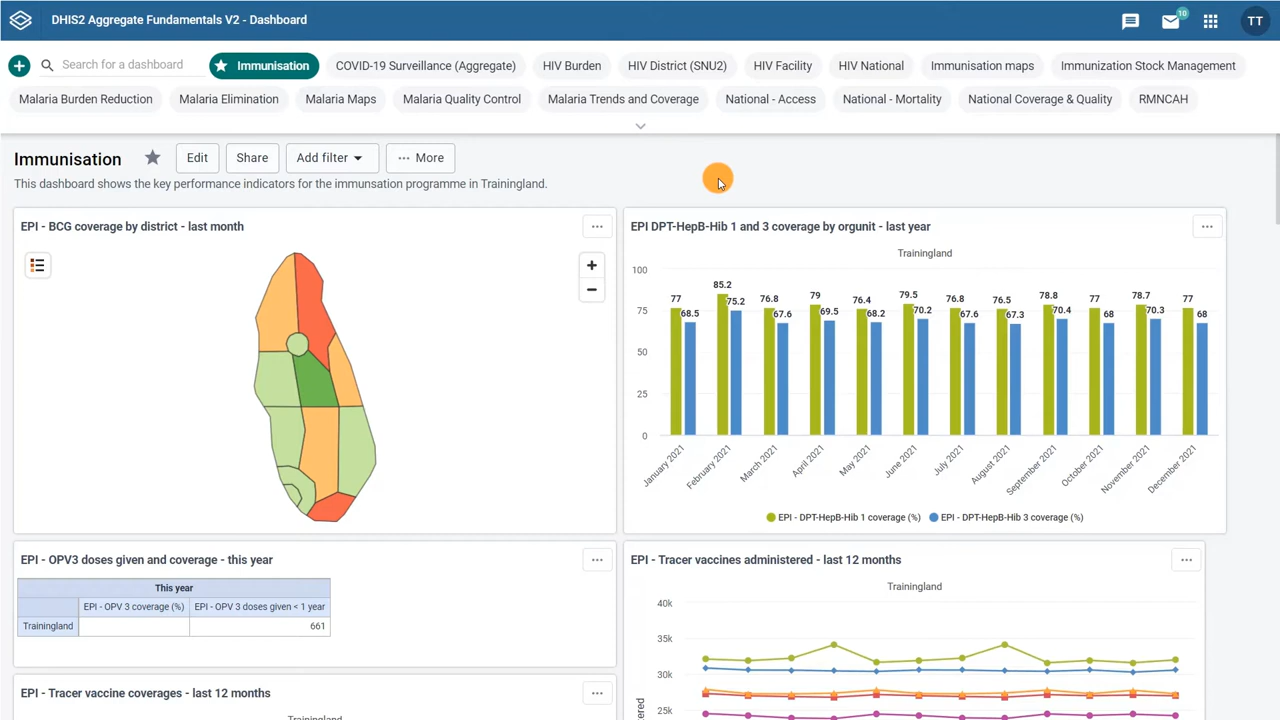 DHIS2 Aggregate Fundamentals V2 - Dashboard
10
TT
Search for a dashboard
Immunisation
COVID-19 Surveillance (Aggregate)
HIV Burden
HIV District (SNU2)
HIV Facility
HIV National
Immunisation maps
Immunization Stock Management
Malaria Burden Reduction
Malaria Elimination
Malaria Maps
Malaria Quality Control
Malaria Trends and Coverage
National - Access
National - Mortality
National Coverage & Quality
RMNCAH
Immunisation
Edit
Share
Add filter
More
This dashboard shows the key performance indicators for the immunsation programme in Trainingland.
EPI - BCG coverage by district - last month
EPI DPT-HepB-Hib 1 and 3 coverage by orgunit - last year
Trainingland
100
75
50
25
0
77
68.5
85.2
75.2
76.8
67.6
79
69.5
76.4
68.2
79.5
70.2
76.8
67.6
76.5
67.3
78.8
70.4
77
68
78.7
70.3
77
68
January 2021
February 2021
March 2021
April 2021
May 2021
June 2021
July 2021
August 2021
September 2021
October 2021
November 2021
December 2021
EPI - DPT-HepB-Hib 1 coverage (%)
EPI - DPT-HepB-Hib 3 coverage (%)
EPI - OPV3 doses given and coverage - this year
This year
EPI - OPV 3 coverage (%)
EPI - OPV 3 doses given < 1 year
Trainingland
661
EPI - Tracer vaccines administered - last 12 months
Trainingland
40k
35k
30k
25k
EPI - Tracer vaccine coverages - last 12 months
Trainingland